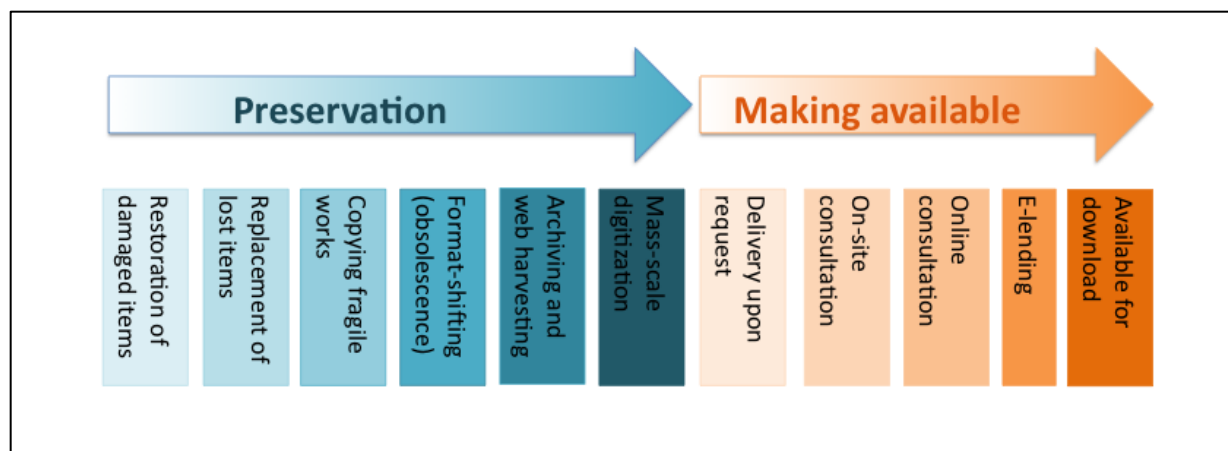 Preservation
Making available
Restoration of
damaged items
Replacement of
lost items
Copying fragile
works
Format-shifting
(obsolescence)
Archiving and
web harvesting
Mass-scale
digitization
Delivery upon
request
On-site
consultation
Online
consultation
E-lending
Available for
download